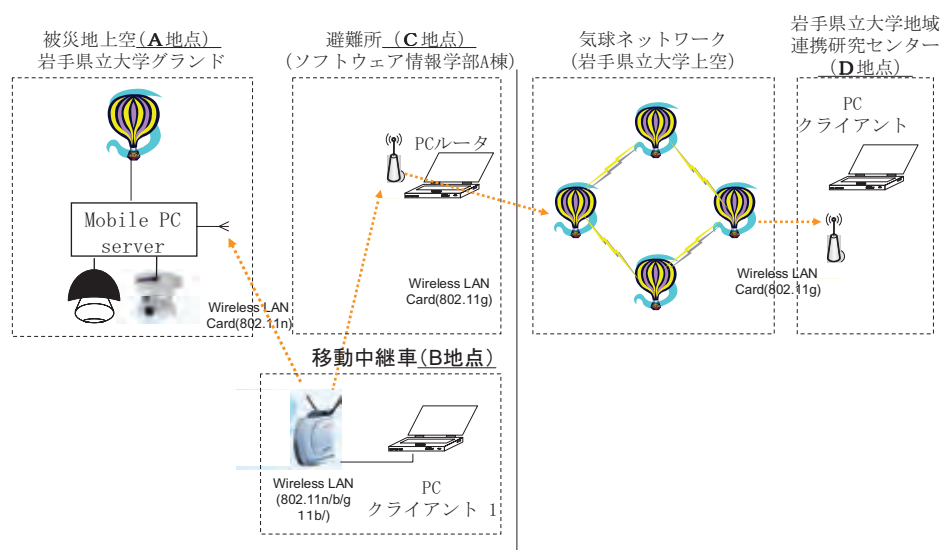 被災地上空(A地点)
岩手県立大学グランド
Mobile PC
server
Wireless LAN
Card(802.11n)
避難所(C地点)
(ソフトウェア情報学部A棟)
PCルータ
Wireless LAN
Card(802.11g)
移動中継車(B地点)
Wireless LAN
(802.11n/b/g
11b/)
PC
クライアント 1
気球ネットワーク
(岩手県立大学上空)
岩手県立大学地域
連携研究センター
(D地点)
PC
クライアント
Wireless LAN
Card(802.11g)